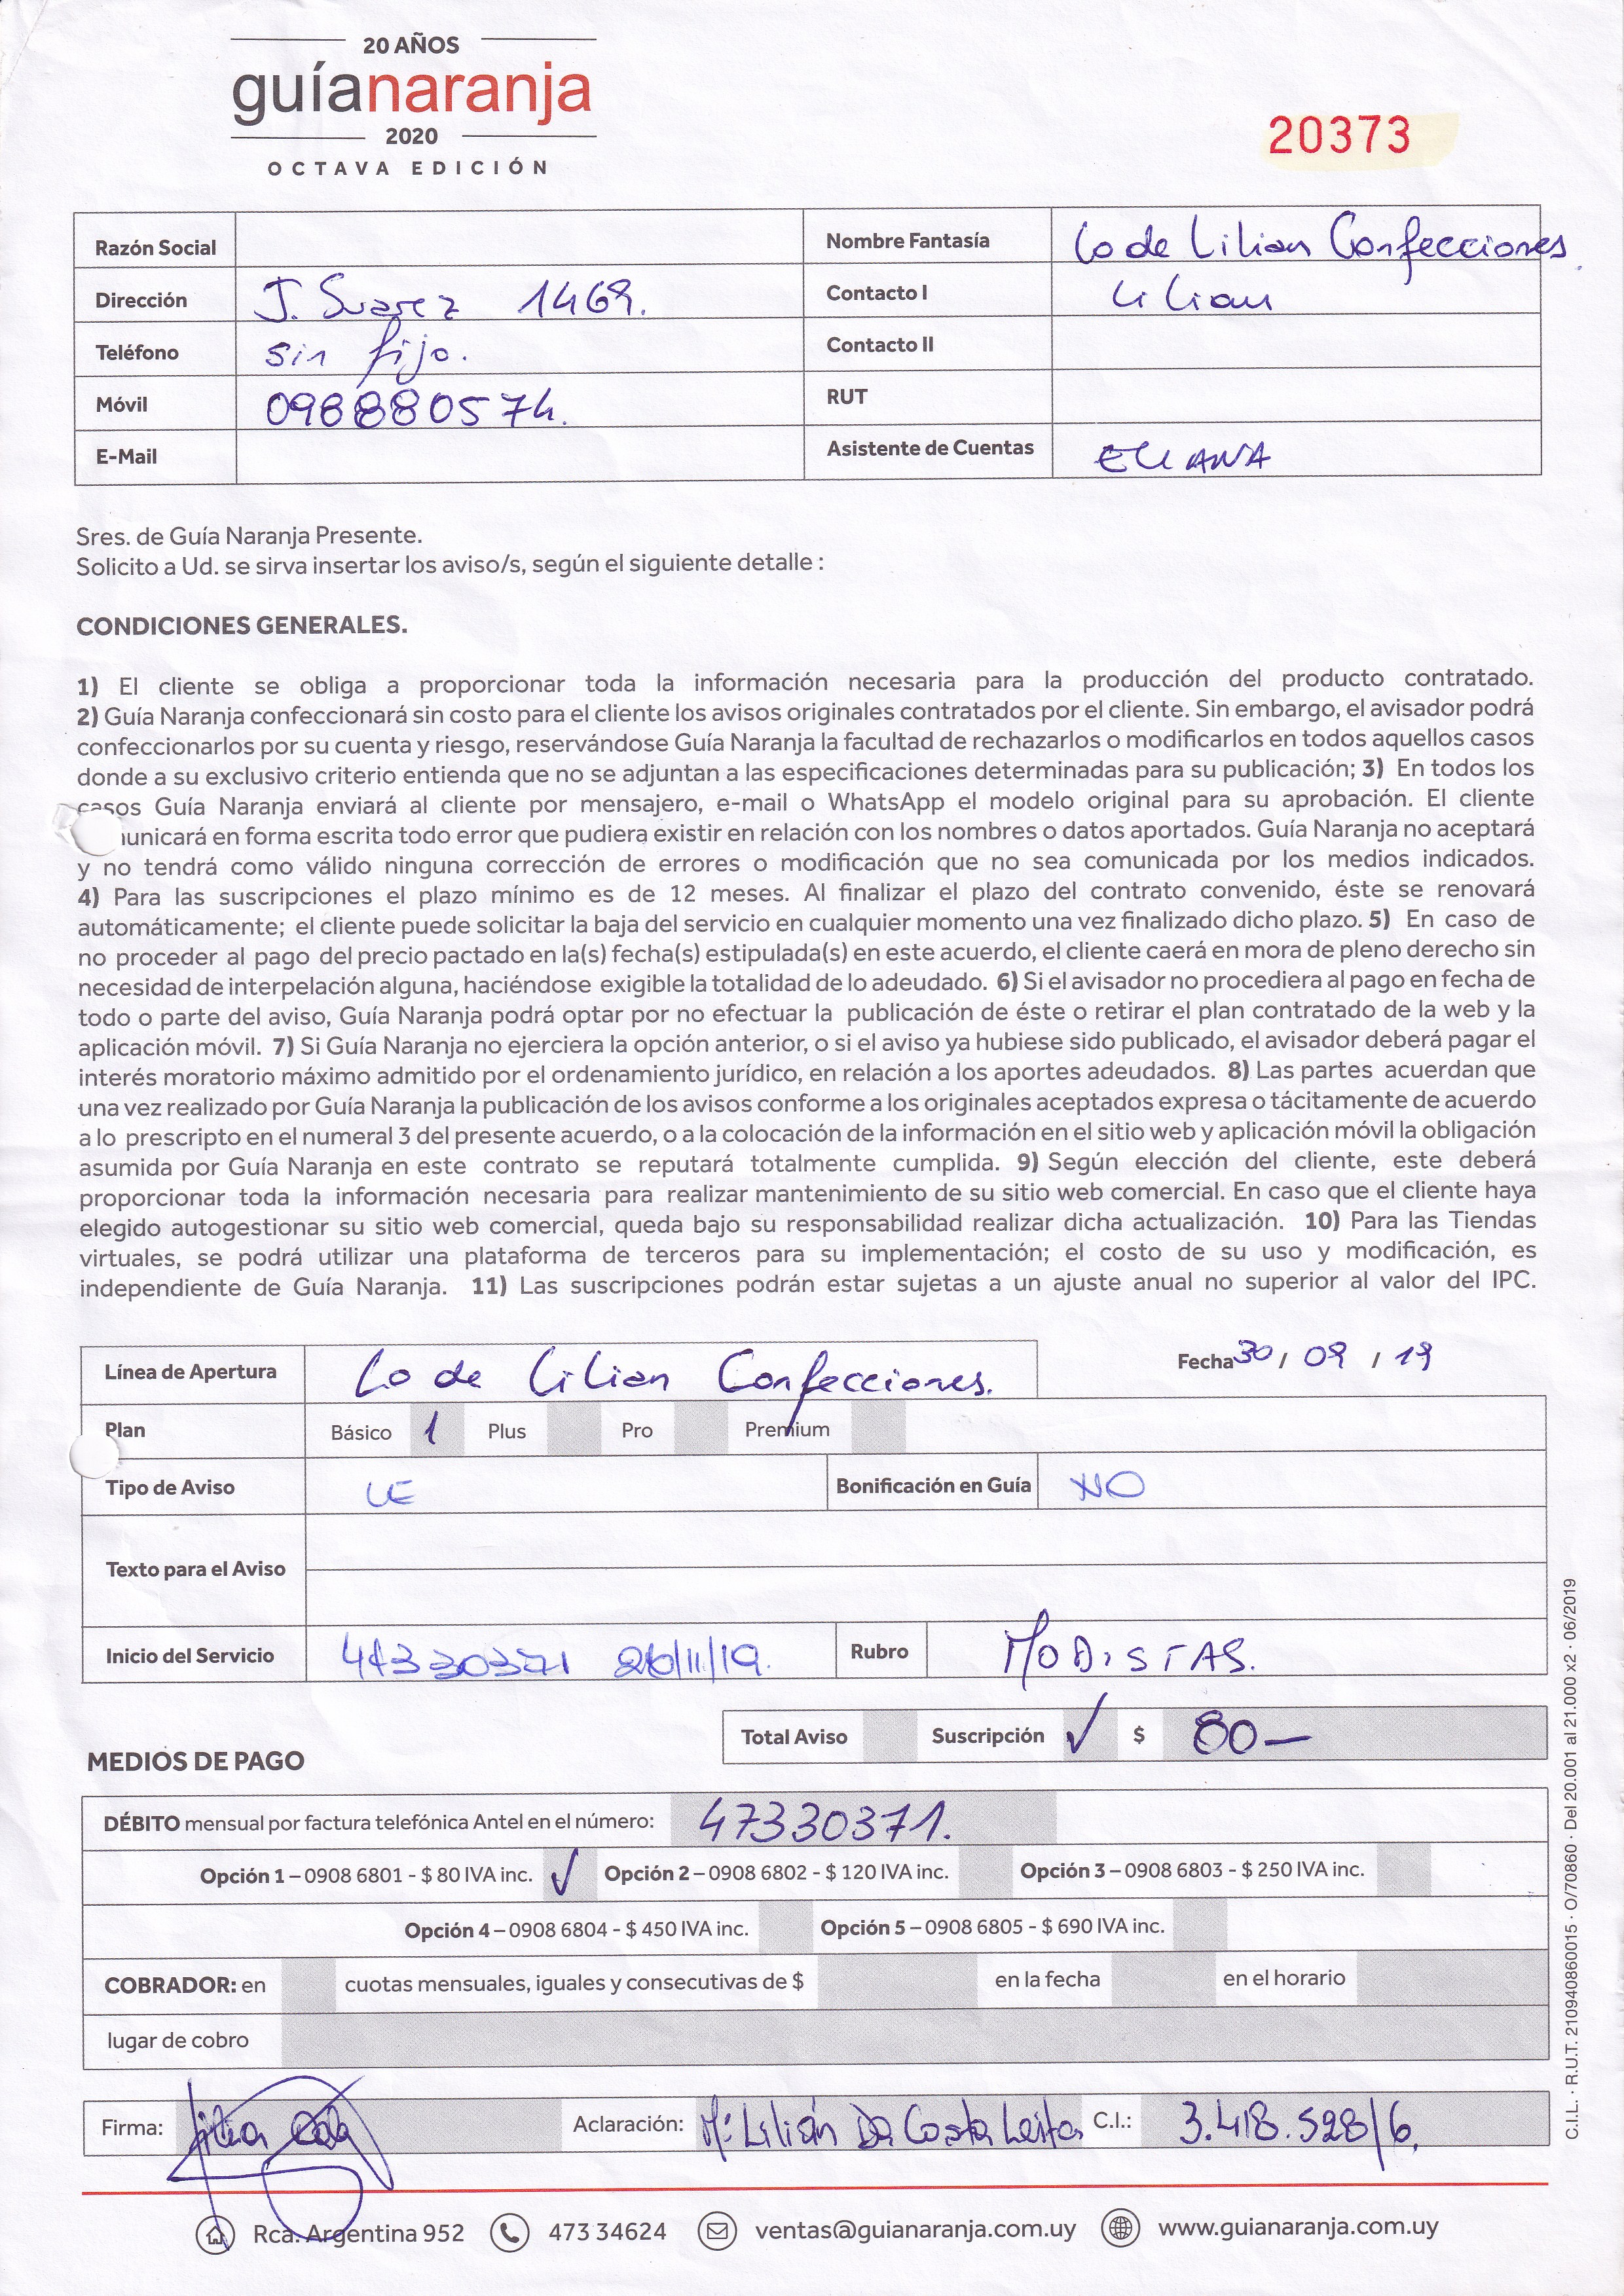 20 AÑOS
guíanaranja
2020
OCTAVA EDICIÓN
20373
Razón Social
Nombre Fantasía Lo de Lilian Confecciones.
Dirección J. Suarez 1469.
Contacto I Lilian
Teléfono sin fijo.
Contacto II
Móvil 098880574.
RUT
E-Mail
Asistente de Cuentas ELIANA
Sres. de Guía Naranja Presente.
Solicito a Ud. se sirva insertar los aviso/s, según el siguiente detalle :
CONDICIONES GENERALES.
1) El cliente se obliga a proporcionar toda la información necesaria para la producción del producto contratado.
2) Guía Naranja confeccionará sin costo para el cliente los avisos originales contratados por el cliente. Sin embargo, el avisador podrá
confeccionarlos por su cuenta y riesgo, reservándose Guía Naranja la facultad de rechazarlos o modificarlos en todos aquellos casos
donde a su exclusivo criterio entienda que no se adjuntan a las especificaciones determinadas para su publicación; 3) En todos los
casos Guía Naranja enviará al cliente por mensajero, e-mail o WhatsApp el modelo original para su aprobación. El cliente
unicará en forma escrita todo error que pudiera existir en relación con los nombres o datos aportados. Guía Naranja no aceptará
y no tendrá como válido ninguna corrección de errores o modificación que no sea comunicada por los medios indicados.
4) Para las suscripciones el plazo mínimo es de 12 meses. Al finalizar el plazo del contrato convenido, éste se renovará
automáticamente; el cliente puede solicitar la baja del servicio en cualquier momento una vez finalizado dicho plazo. 5) En caso de
no proceder al pago del precio pactado en la(s) fecha(s) estipulada(s) en este acuerdo, el cliente caerá en mora de pleno derecho sin
necesidad de interpelación alguna, haciéndose exigible la totalidad de lo adeudado. 6) Si el avisador no procediera al pago en fecha de
todo o parte del aviso, Guía Naranja podrá optar por no efectuar la publicación de éste o retirar el plan contratado de la web y la
aplicación móvil. 7) Si Guía Naranja no ejerciera la opción anterior, o si el aviso ya hubiese sido publicado, el avisador deberá pagar el
interés moratorio máximo admitido por el ordenamiento jurídico, en relación a los aportes adeudados. 8) Las partes acuerdan que
una vez realizado por Guía Naranja la publicación de los avisos conforme a los originales aceptados expresa o tácitamente de acuerdo
a lo prescripto en el numeral 3 del presente acuerdo, o a la colocación de la información en el sitio web y aplicación móvil la obligación
asumida por Guía Naranja en este contrato se reputará totalmente cumplida. 9) Según elección del cliente, este deberá
proporcionar toda la información necesaria para realizar mantenimiento de su sitio web comercial. En caso que el cliente haya
elegido autogestionar su sitio web comercial, queda bajo su responsabilidad realizar dicha actualización. 10) Para las Tiendas
virtuales, se podrá utilizar una plataforma de terceros para su implementación; el costo de su uso y modificación, es
independiente de Guía Naranja. 11) Las suscripciones podrán estar sujetas a un ajuste anual no superior al valor del IPC.
Línea de Apertura Lo de Lilian Confecciones.
Fecha 30 / 09 / 19
Plan Básico 1 Plus Pro Premium
Tipo de Aviso LE Bonificación en Guía NO
Texto para el Aviso
Inicio del Servicio 47330371 26/11/19. Rubro MODISTAS.
Total Aviso Suscripción ✓ $ 80—
MEDIOS DE PAGO
DÉBITO mensual por factura telefónica Antel en el número: 47330371.
Opción 1 – 0908 6801 - $ 80 IVA inc. ✓ Opción 2 – 0908 6802 - $ 120 IVA inc. Opción 3 – 0908 6803 - $ 250 IVA inc.
Opción 4 – 0908 6804 - $ 450 IVA inc. Opción 5 – 0908 6805 - $ 690 IVA inc.
COBRADOR: en cuotas mensuales, iguales y consecutivas de $ en la fecha en el horario
lugar de cobro
Firma: Aclaración: Mª Lilián Da Costa Leita C.I.: 3.418.528/6.
Rca. Argentina 952 473 34624 ventas@guianaranja.com.uy www.guianaranja.com.uy
C.I.L. · R.U.T. 210940860015 · O/70860 · Del 20.001 al 21.000 x2 · 06/2019